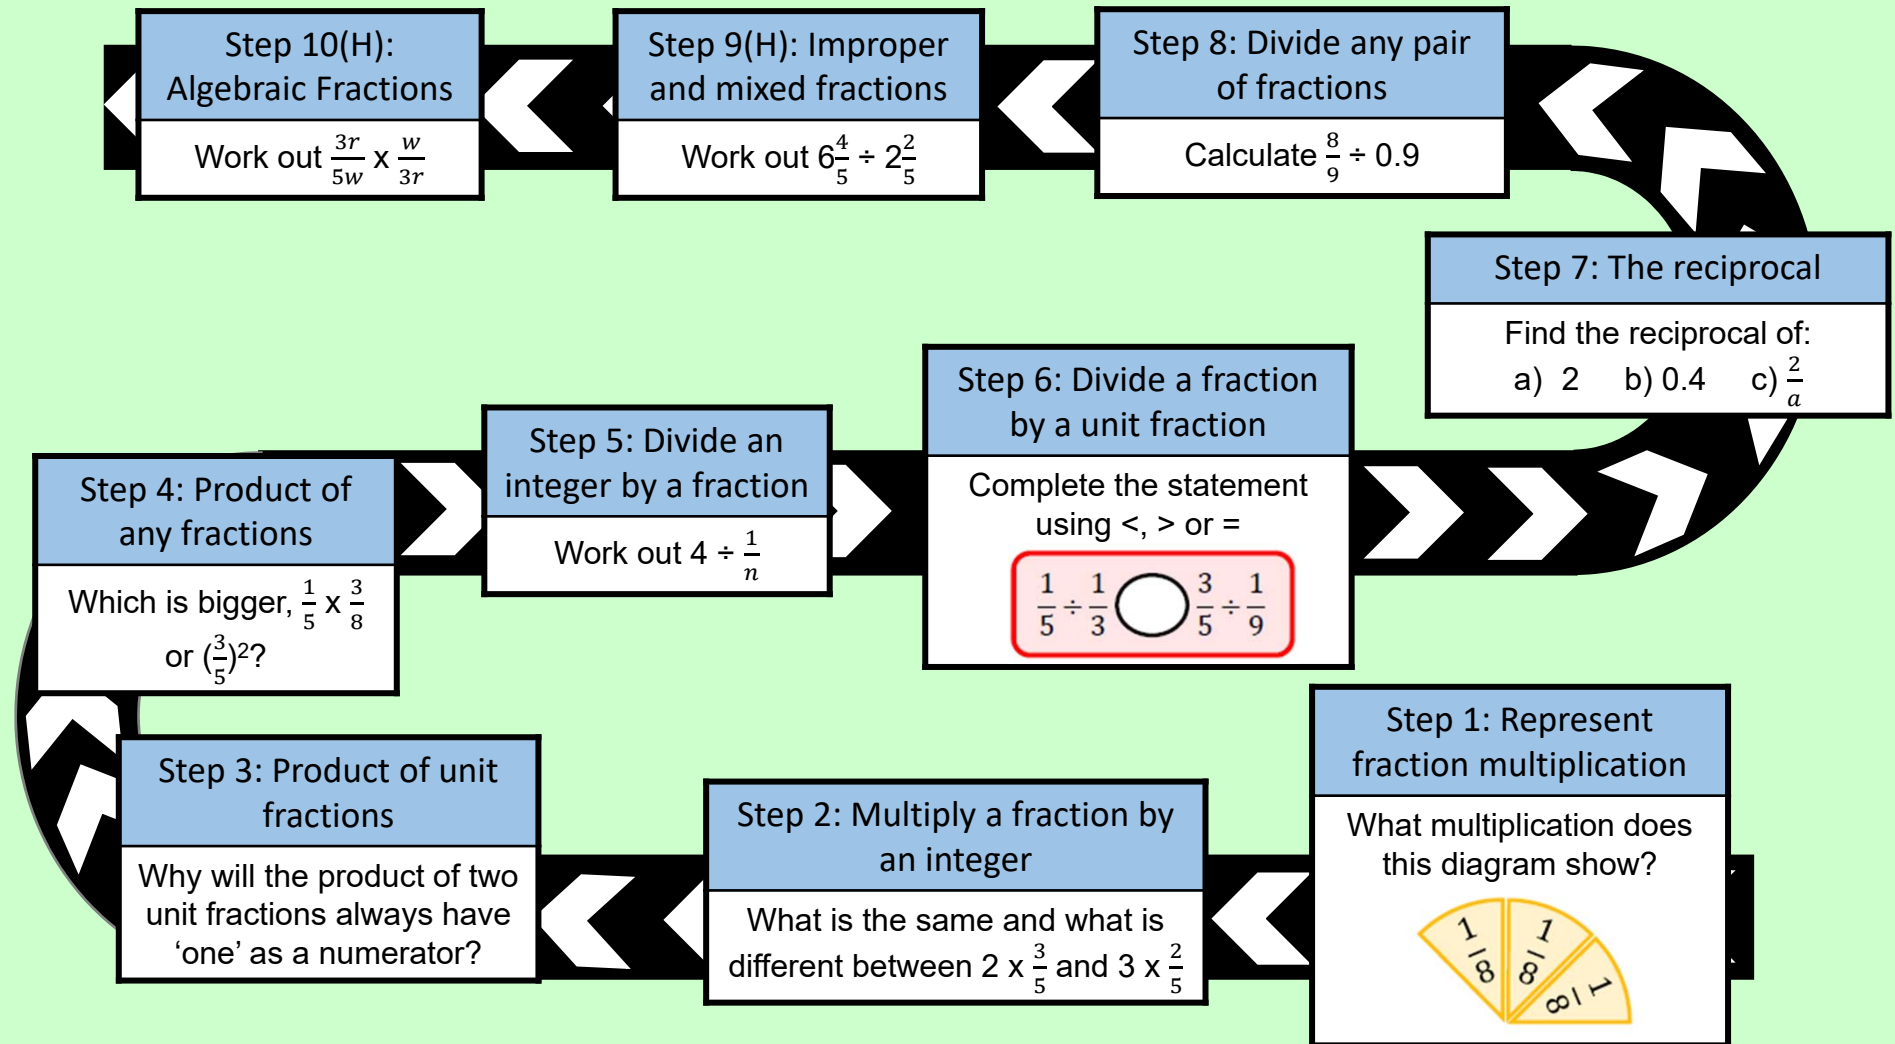 Step 10(H):
Algebraic Fractions
Work out 3r/5w x w/3r
Step 9(H): Improper
and mixed fractions
Work out 6 4/5 ÷ 2 2/5
Step 8: Divide any pair
of fractions
Calculate 8/9 ÷ 0.9
Step 7: The reciprocal
Find the reciprocal of:
a) 2 b) 0.4 c) 2/a
Step 6: Divide a fraction
by a unit fraction
Complete the statement
using <, > or =
1/5 ÷ 1/3 3/5 ÷ 1/9
Step 5: Divide an
integer by a fraction
Work out 4 ÷ 1/n
Step 4: Product of
any fractions
Which is bigger, 1/5 x 3/8
or (3/5)²?
Step 3: Product of unit
fractions
Why will the product of two
unit fractions always have
‘one’ as a numerator?
Step 2: Multiply a fraction by
an integer
What is the same and what is
different between 2 x 3/5 and 3 x 2/5
Step 1: Represent
fraction multiplication
What multiplication does
this diagram show?
1/8 1/8 1/8